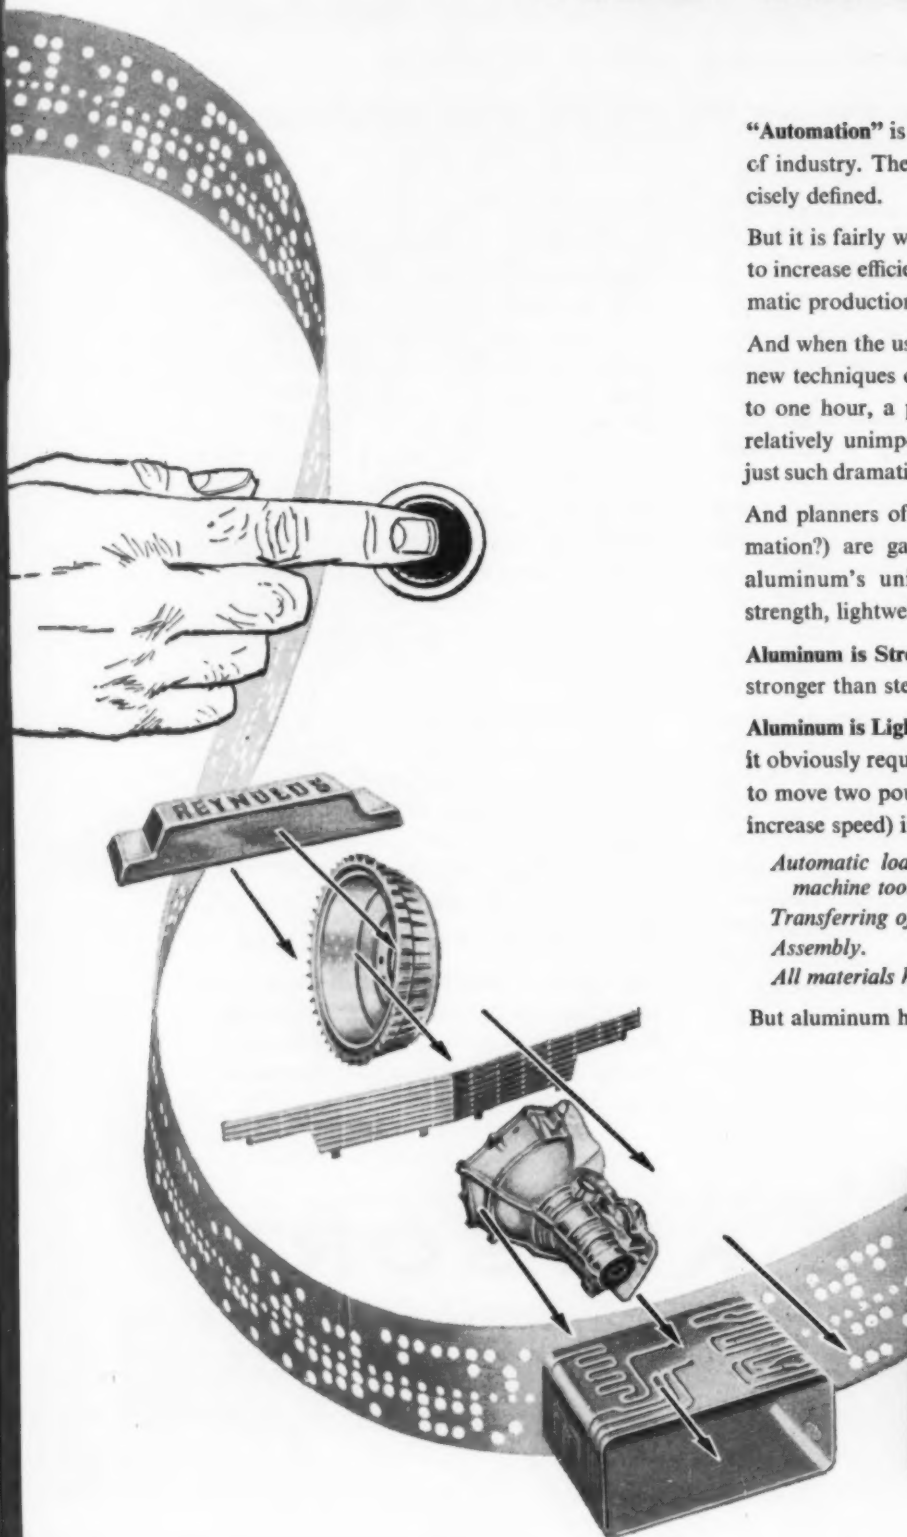 REYNOLDS
"Automation" is
of industry. The
cisely defined.
But it is fairly w
to increase efficie
matic production
And when the us
new techniques
to one hour, a p
relatively unimp
just such dramati
And planners of
mation?) are ga
aluminum's uni
strength, lightwe
Aluminum is Stro
stronger than ste
Aluminum is Ligh
it obviously requ
to move two pou
increase speed) i
Automatic loa
machine too
Transferring o
Assembly.
All materials h
But aluminum h